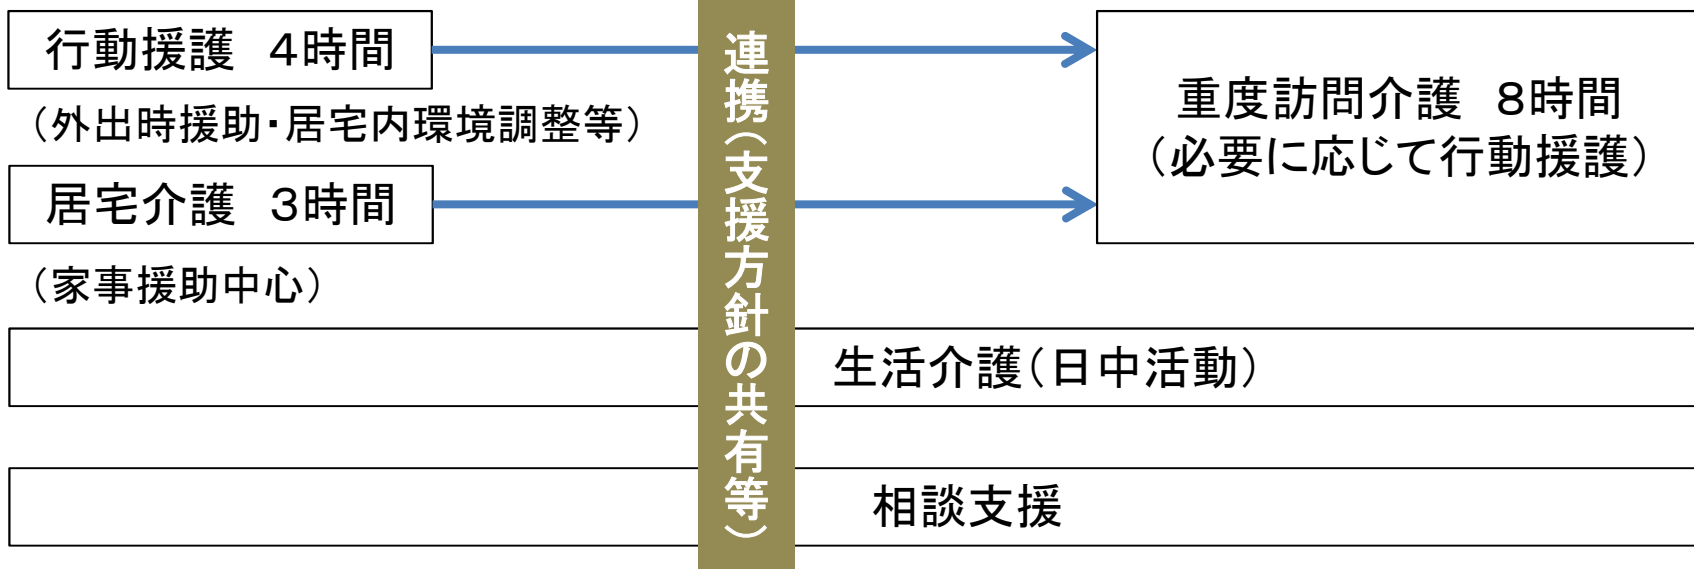 行動援護　４時間
（外出時援助・居宅内環境調整等）
居宅介護　３時間
（家事援助中心）
連携（支援方針の共有等）
重度訪問介護　８時間
（必要に応じて行動援護）
生活介護（日中活動）
相談支援